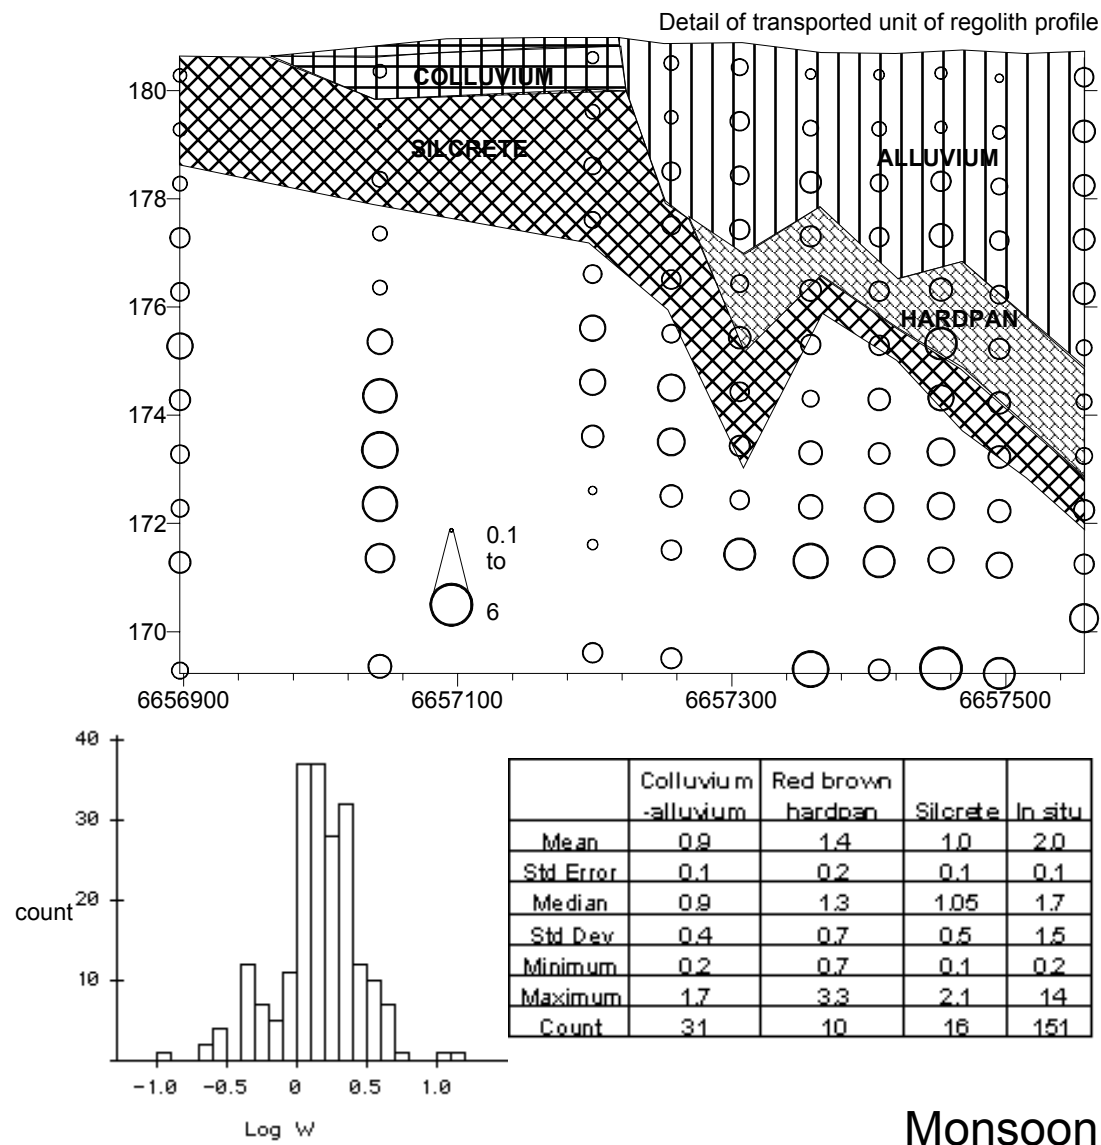 Detail of transported unit of regolith profile
COLLUVIUM
180
SILCRETE
ALLUVIUM
178
176
HARDPAN
174
172
0.1
to
6
170
6656900 6657100 6657300 6657500
40
30
count 20
10
-1.0 -0.5 0 0.5 1.0
Log W
Colluvium Red brown
-alluvium hardpan Silcrete In situ
Mean 0.9 1.4 1.0 2.0
Std Error 0.1 0.2 0.1 0.1
Median 0.9 1.3 1.05 1.7
Std Dev 0.4 0.7 0.5 1.5
Minimum 0.2 0.7 0.1 0.2
Maximum 1.7 3.3 2.1 14
Count 31 10 16 151
Monsoon